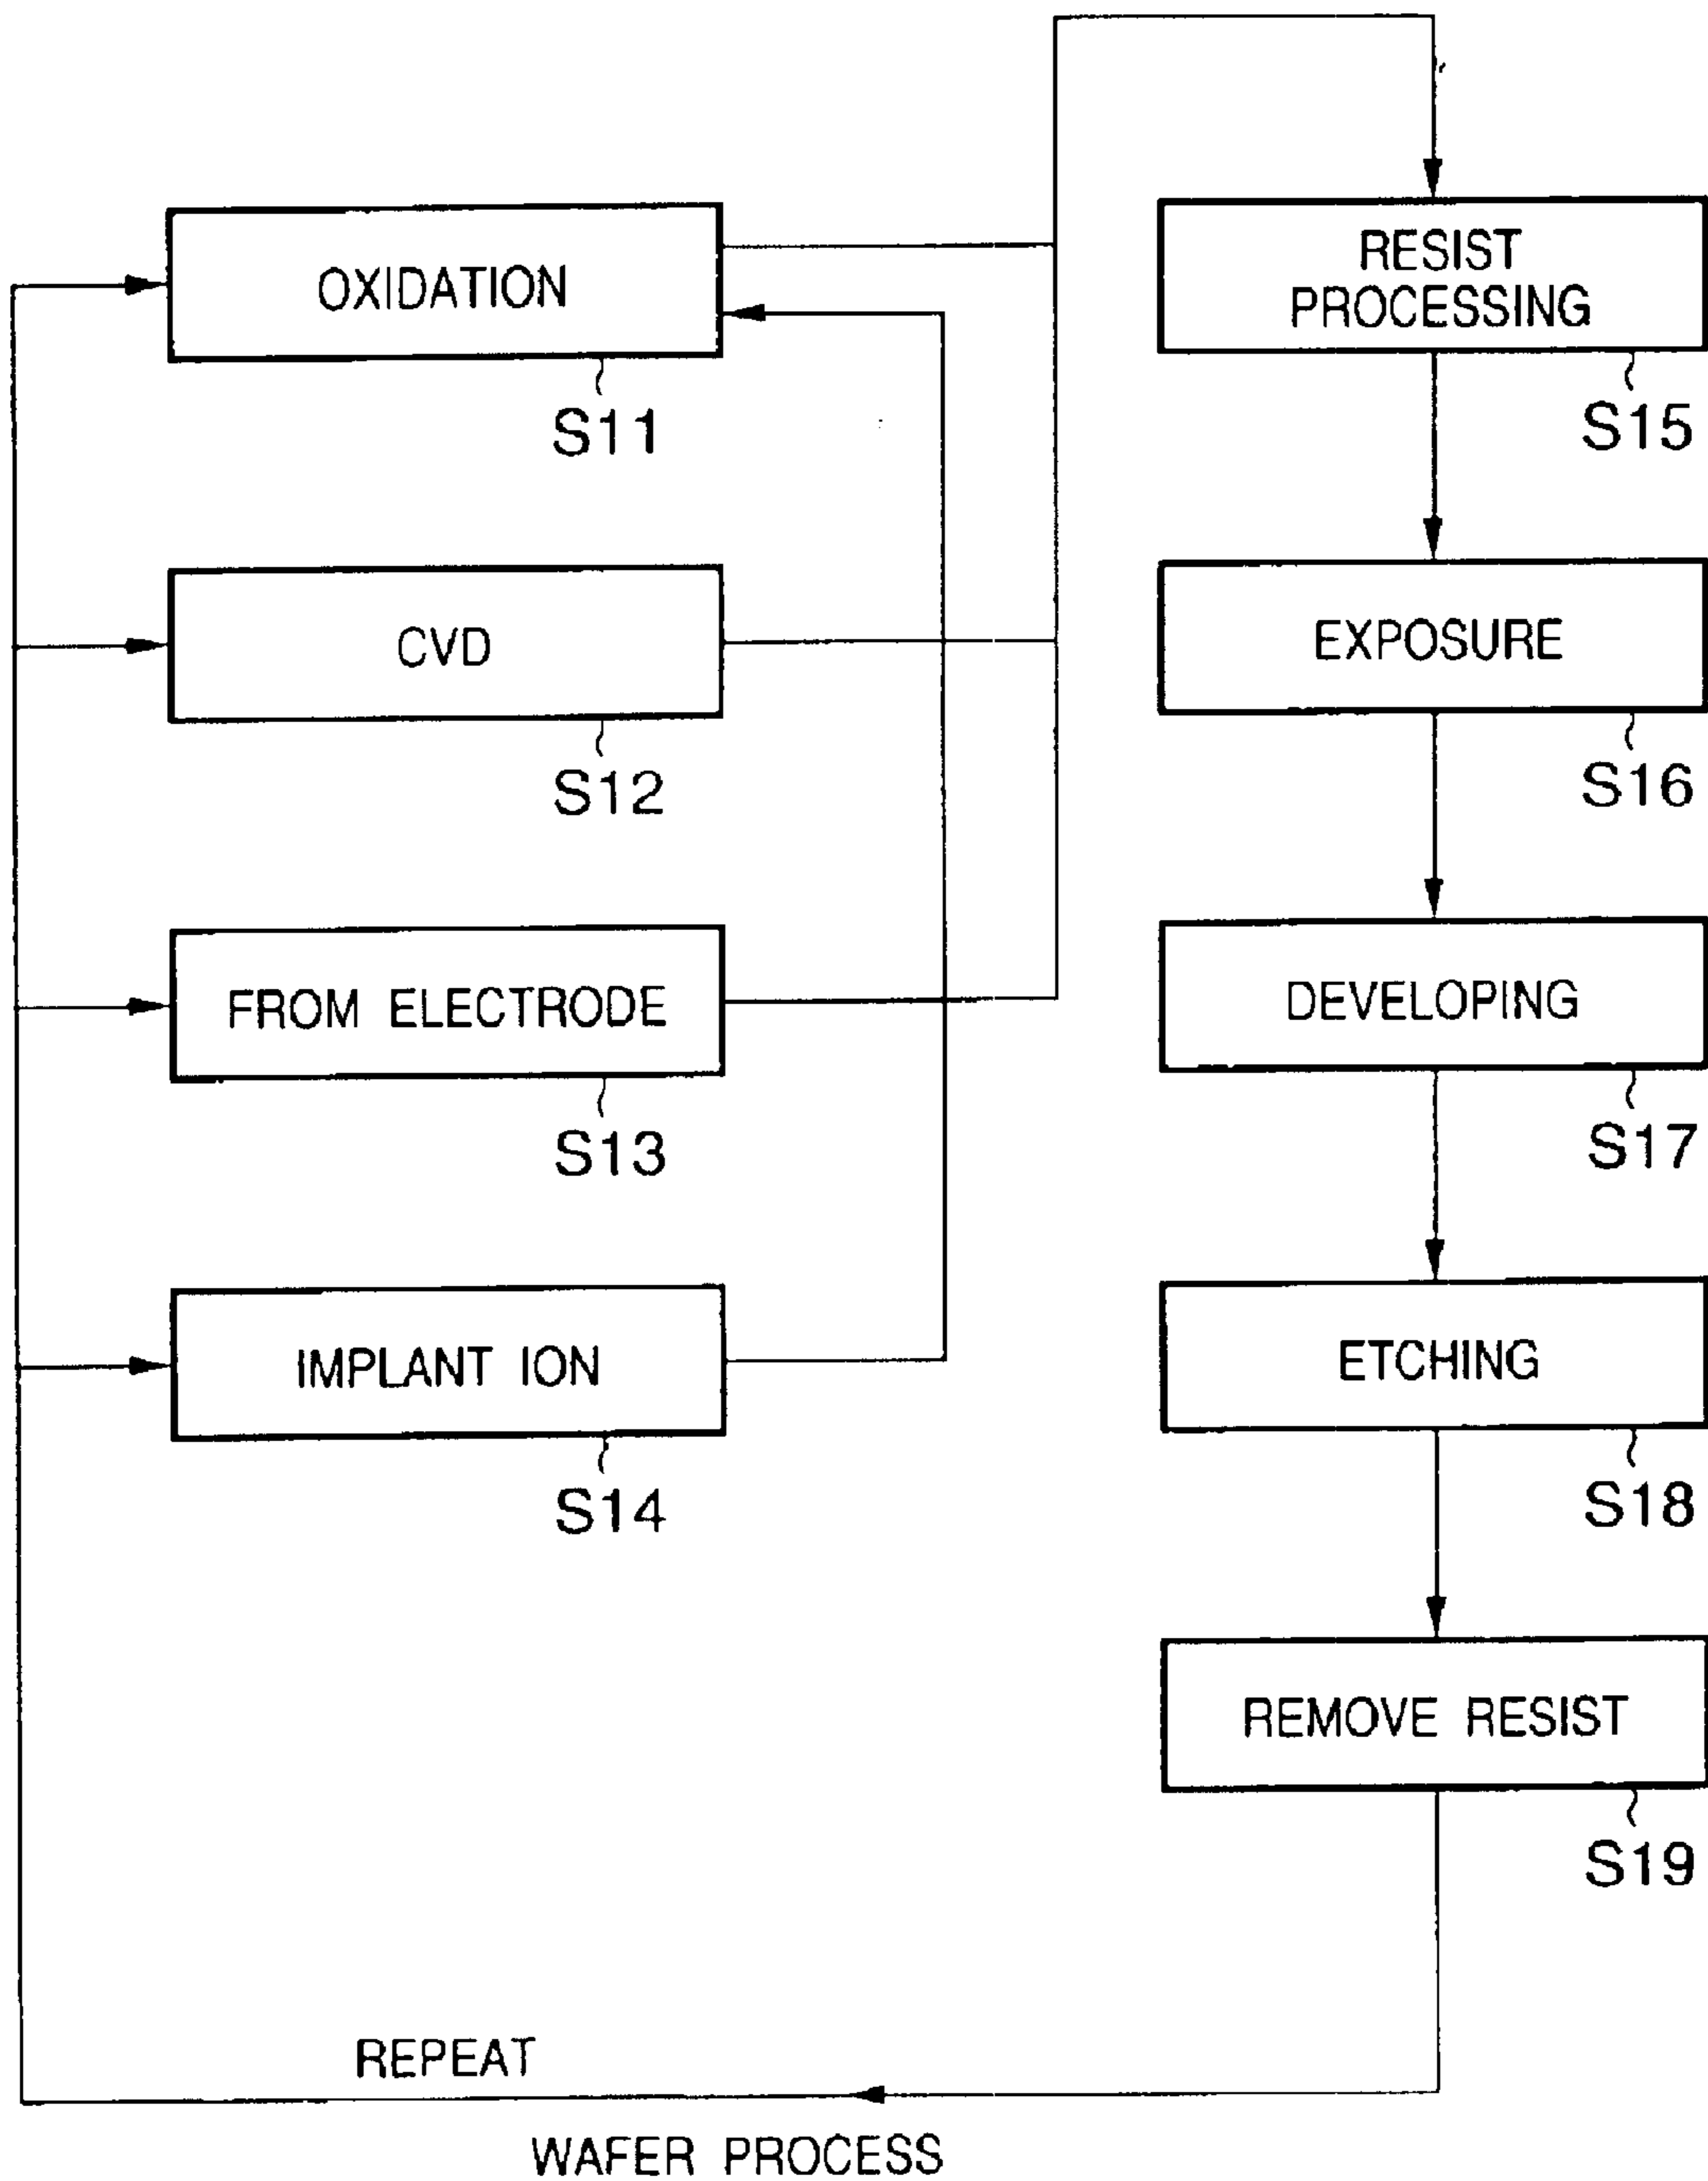 OXIDATION
S11
CVD
S12
FROM ELECTRODE
S13
IMPLANT ION
S14
RESIST
PROCESSING
S15
EXPOSURE
S16
DEVELOPING
S17
ETCHING
S18
REMOVE RESIST
S19
REPEAT
WAFER PROCESS